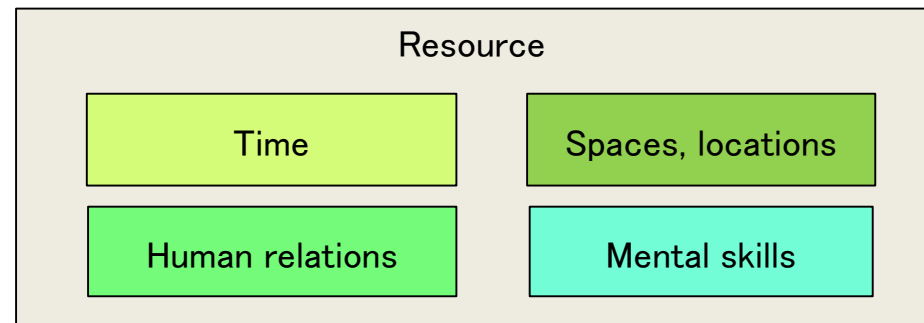 Resource
Time
Spaces, locations
Human relations
Mental skills